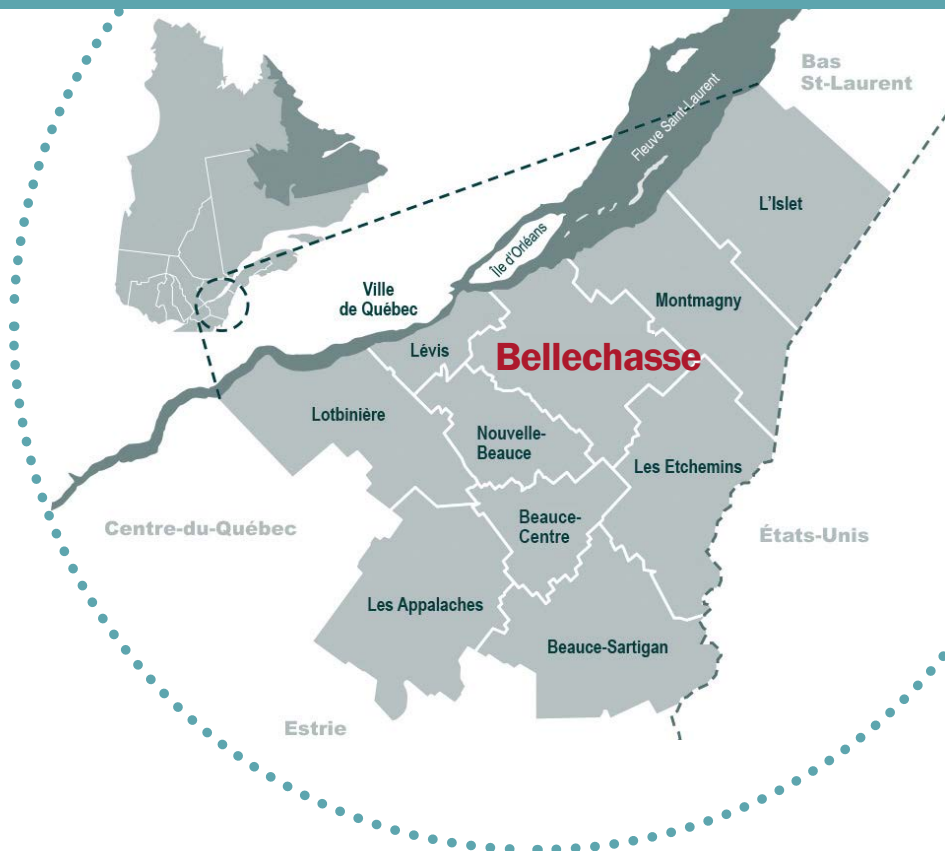 Bas
St-Laurent
Fleuve Saint-Laurent
L'Islet
Île d'Orléans
Ville
de Québec
Montmagny
Lévis
Bellechasse
Lotbinière
Nouvelle-
Beauce
Les Etchemins
Beauce-
Centre
Centre-du-Québec
États-Unis
Les Appalaches
Beauce-Sartigan
Estrie